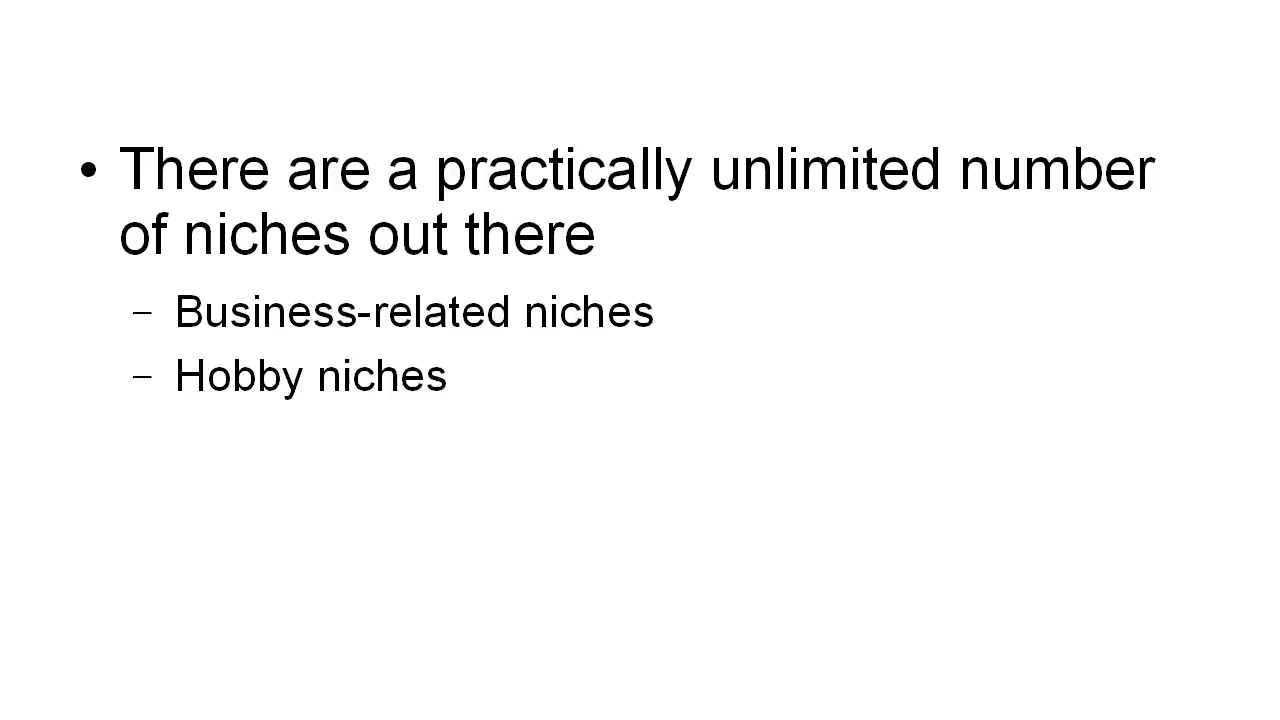 • There are a practically unlimited number
of niches out there
– Business-related niches
– Hobby niches